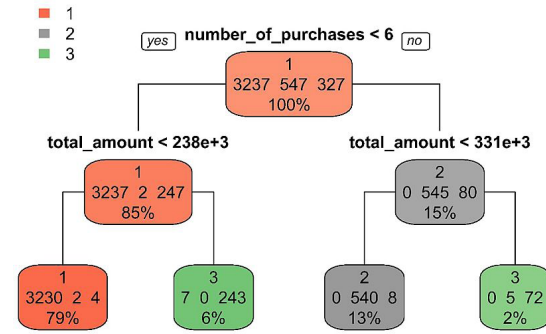 1
2
3
number_of_purchases < 6
yes
no
1
3237 547 327
100%
total_amount < 238e+3
total_amount < 331e+3
1
3237 2 247
85%
2
0 545 80
15%
1
3230 2 4
79%
3
7 0 243
6%
2
0 540 8
13%
3
0 5 72
2%